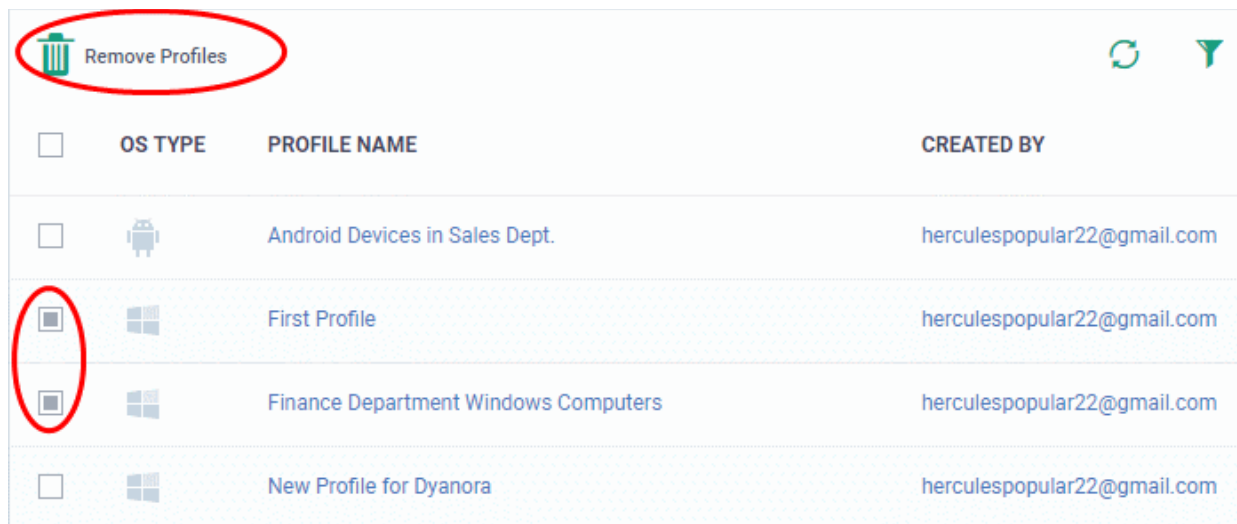 Remove Profiles
OS TYPE PROFILE NAME CREATED BY
Android Devices in Sales Dept. herculespopular22@gmail.com
First Profile herculespopular22@gmail.com
Finance Department Windows Computers herculespopular22@gmail.com
New Profile for Dyanora herculespopular22@gmail.com